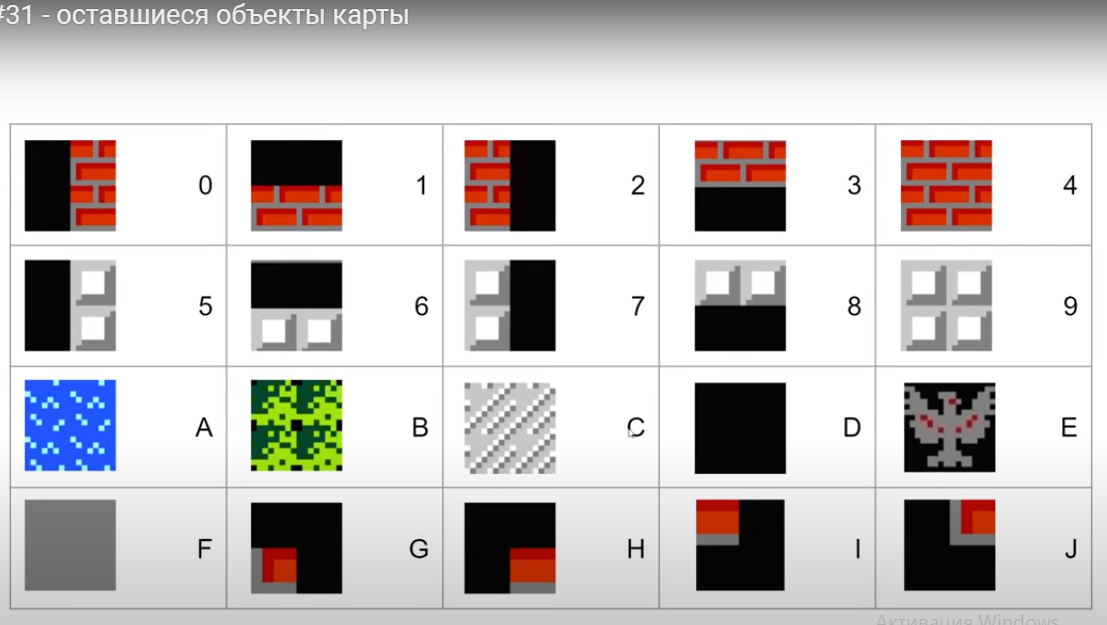 #31 - оставшиеся объекты карты
0 1 2 3 4
5 6 7 8 9
A B C D E
F G H I J
Активация Windows